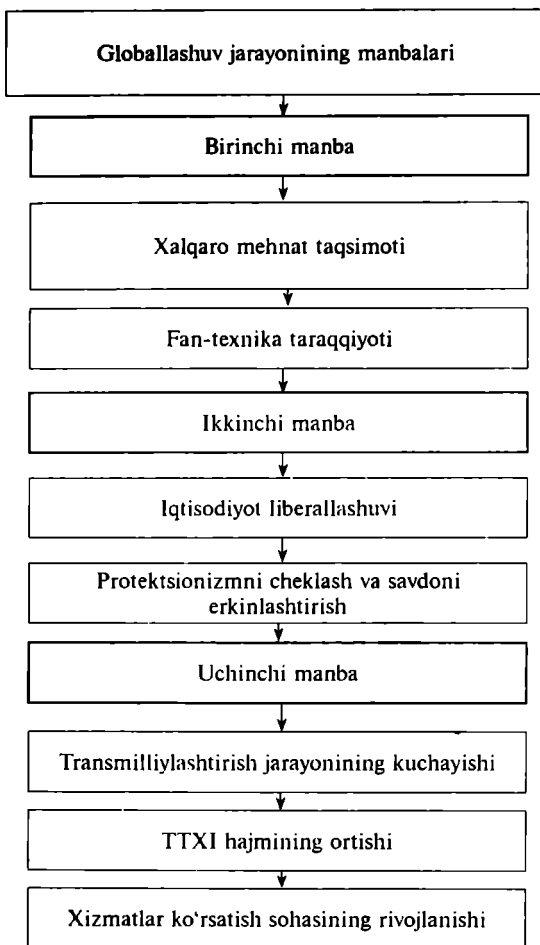 Globallashuv jarayonining manbalari
Birinchi manba
Xalqaro mehnat taqsimoti
Fan-texnika taraqqiyoti
Ikkinchi manba
Iqtisodiyot liberallashuvi
Protektsionizmni cheklash va savdoni
erkinlashtirish
Uchinchi manba
Transmilliylashtirish jarayonining kuchayishi
TTXI hajmining ortishi
Xizmatlar ko‘rsatish sohasining rivojlanishi